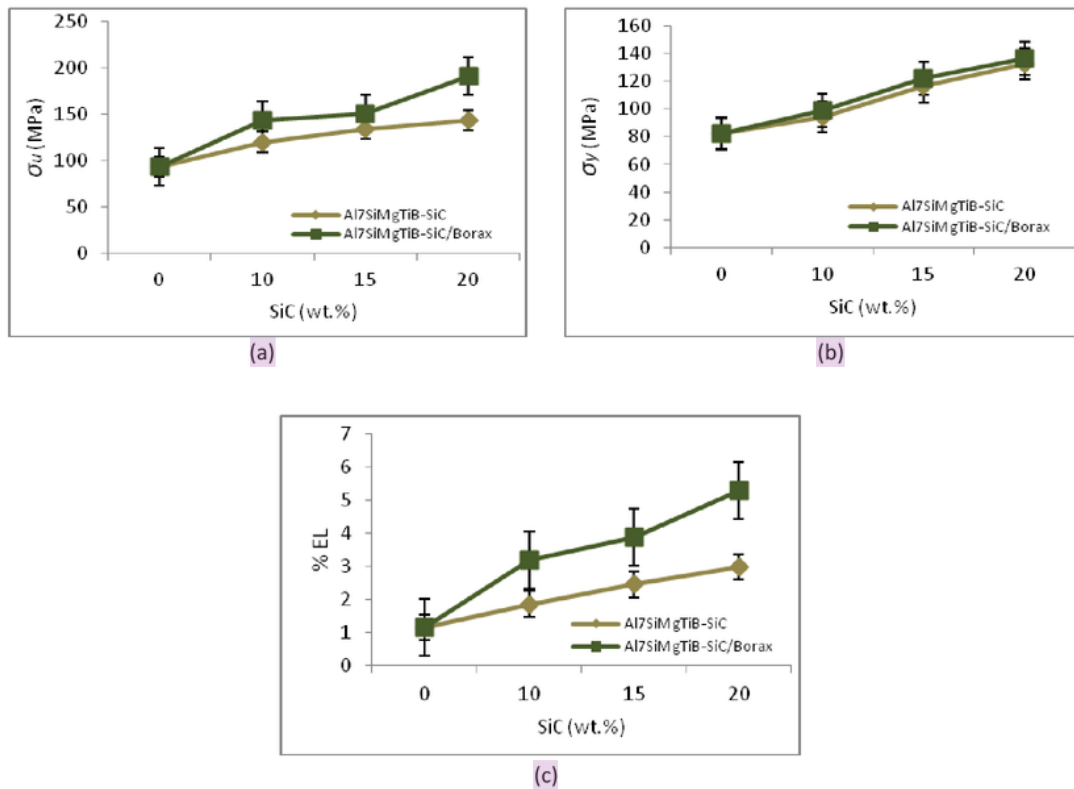 250
200
150
100
50
0
σu (MPa)
Al7SiMgTiB-SiC
Al7SiMgTiB-SiC/Borax
0 10 15 20
SiC (wt.%)
(a)
160
140
120
100
80
60
40
20
0
σy (MPa)
Al7SiMgTiB-SiC
Al7SiMgTiB-SiC/Borax
0 10 15 20
SiC (wt.%)
(b)
7
6
5
4
3
2
1
0
% EL
Al7SiMgTiB-SiC
Al7SiMgTiB-SiC/Borax
0 10 15 20
SiC (wt.%)
(c)